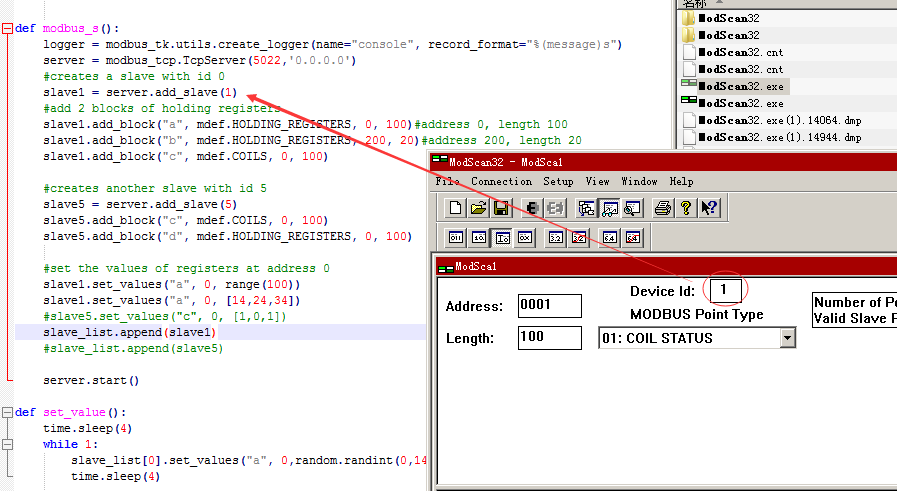 def modbus_s():
logger = modbus_tk.utils.create_logger(name="console", record_format="%(message)s")
server = modbus_tcp.TcpServer(5022,'0.0.0.0')
#creates a slave with id 0
slave1 = server.add_slave(1)
#add 2 blocks of holding registers
slave1.add_block("a", mdef.HOLDING_REGISTERS, 0, 100)#address 0, length 100
slave1.add_block("b", mdef.HOLDING_REGISTERS, 200, 20)#address 200, length 20
slave1.add_block("c", mdef.COILS, 0, 100)
#creates another slave with id 5
slave5 = server.add_slave(5)
slave5.add_block("c", mdef.COILS, 0, 100)
slave5.add_block("d", mdef.HOLDING_REGISTERS, 0, 100)
#set the values of registers at address 0
slave1.set_values("a", 0, range(100))
slave1.set_values("a", 0, [14,24,34])
#slave5.set_values("c", 0, [1,0,1])
slave_list.append(slave1)
#slave_list.append(slave5)
server.start()
def set_value():
time.sleep(4)
while 1:
slave_list[0].set_values("a", 0,random.randint(0,14
time.sleep(4)
名称
ModScan32
ModScan32
ModScan32.cnt
ModScan32.cnt
ModScan32.exe
ModScan32.exe
ModScan32.exe(1).14064.dmp
ModScan32.exe(1).14944.dmp
ModScan32 - ModSca1
File Connection Setup View Window Help
ModSca1
Address: 0001
Device Id: 1
MODBUS Point Type
Length: 100
01: COIL STATUS
Number of Po
Valid Slave R